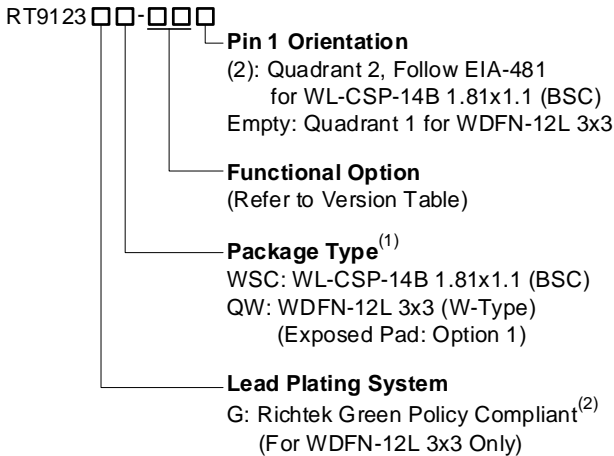 RT9123□□-□□□
Pin 1 Orientation
(2): Quadrant 2, Follow EIA-481
for WL-CSP-14B 1.81x1.1 (BSC)
Empty: Quadrant 1 for WDFN-12L 3x3
Functional Option
(Refer to Version Table)
Package Type(1)
WSC: WL-CSP-14B 1.81x1.1 (BSC)
QW: WDFN-12L 3x3 (W-Type)
(Exposed Pad: Option 1)
Lead Plating System
G: Richtek Green Policy Compliant(2)
(For WDFN-12L 3x3 Only)